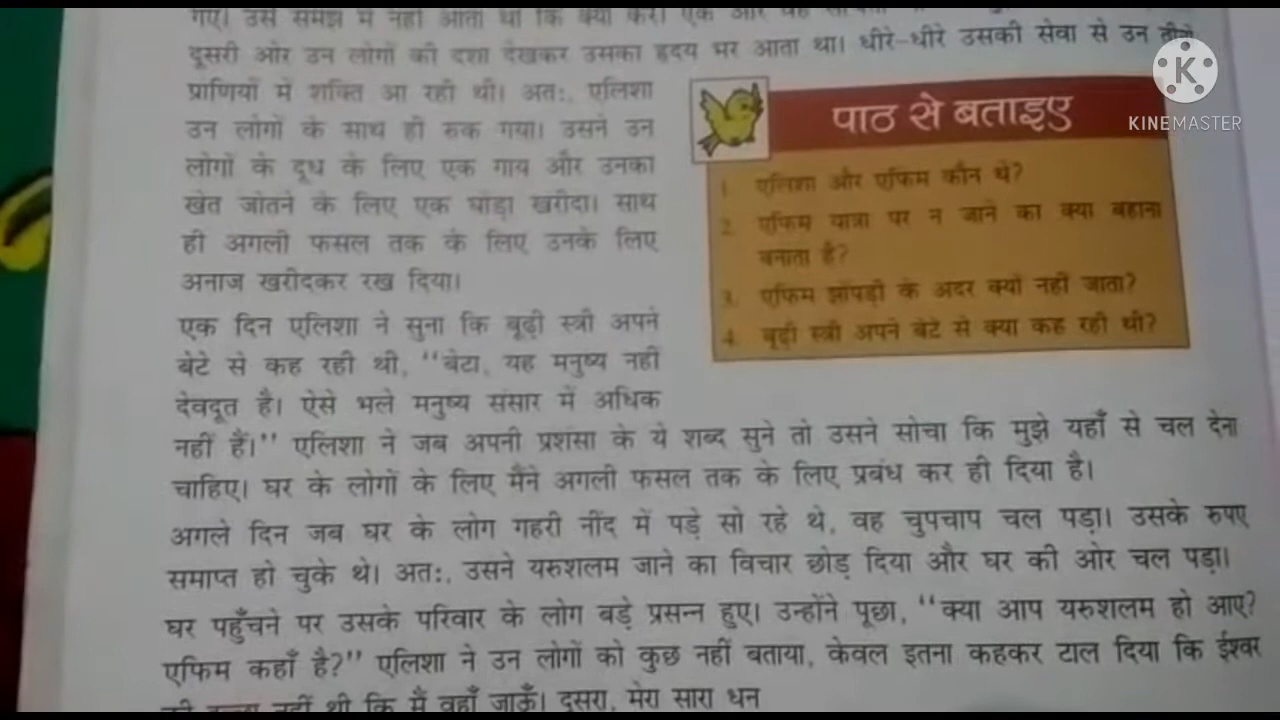 गए। उसे समझ में नहीं आता था कि क्या करे। एक ओर वह
दूसरी ओर उन लोगों की दशा देखकर उसका हृदय भर आता था। धीरे-धीरे उसकी सेवा से उन तीनों
प्राणियों में शक्ति आ रही थी। अतः, एलिशा
उन लोगों के साथ ही रुक गया। उसने उन
लोगों के दूध के लिए एक गाय और उनका
खेत जोतने के लिए एक घोड़ा खरीदा। साथ
ही अगली फसल तक के लिए उनके लिए
अनाज खरीदकर रख दिया।
एक दिन एलिशा ने सुना कि बूढ़ी स्त्री अपने
बेटे से कह रही थी, "बेटा, यह मनुष्य नहीं
देवदूत है। ऐसे भले मनुष्य संसार में अधिक
नहीं हैं।" एलिशा ने जब अपनी प्रशंसा के ये शब्द सुने तो उसने सोचा कि मुझे यहाँ से चल देना
चाहिए। घर के लोगों के लिए मैंने अगली फसल तक के लिए प्रबंध कर ही दिया है।
अगले दिन जब घर के लोग गहरी नींद में पड़े सो रहे थे, वह चुपचाप चल पड़ा। उसके रुपए
समाप्त हो चुके थे। अतः, उसने यरुशलम जाने का विचार छोड़ दिया और घर की ओर चल पड़ा।
घर पहुँचने पर उसके परिवार के लोग बड़े प्रसन्न हुए। उन्होंने पूछा, "क्या आप यरुशलम हो आए?
एफिम कहाँ है?" एलिशा ने उन लोगों को कुछ नहीं बताया, केवल इतना कहकर टाल दिया कि ईश्वर
की इच्छा नहीं थी कि मैं वहाँ जाऊँ। दूसरा, मेरा सारा धन
पाठ से बताइए
1. एलिशा और एफिम कौन थे?
2. एफिम यात्रा पर न जाने का क्या बहाना
बनाता है?
3. एफिम झोंपड़ी के अंदर क्यों नहीं जाता?
4. बूढ़ी स्त्री अपने बेटे से क्या कह रही थी?
K
KINEMASTER